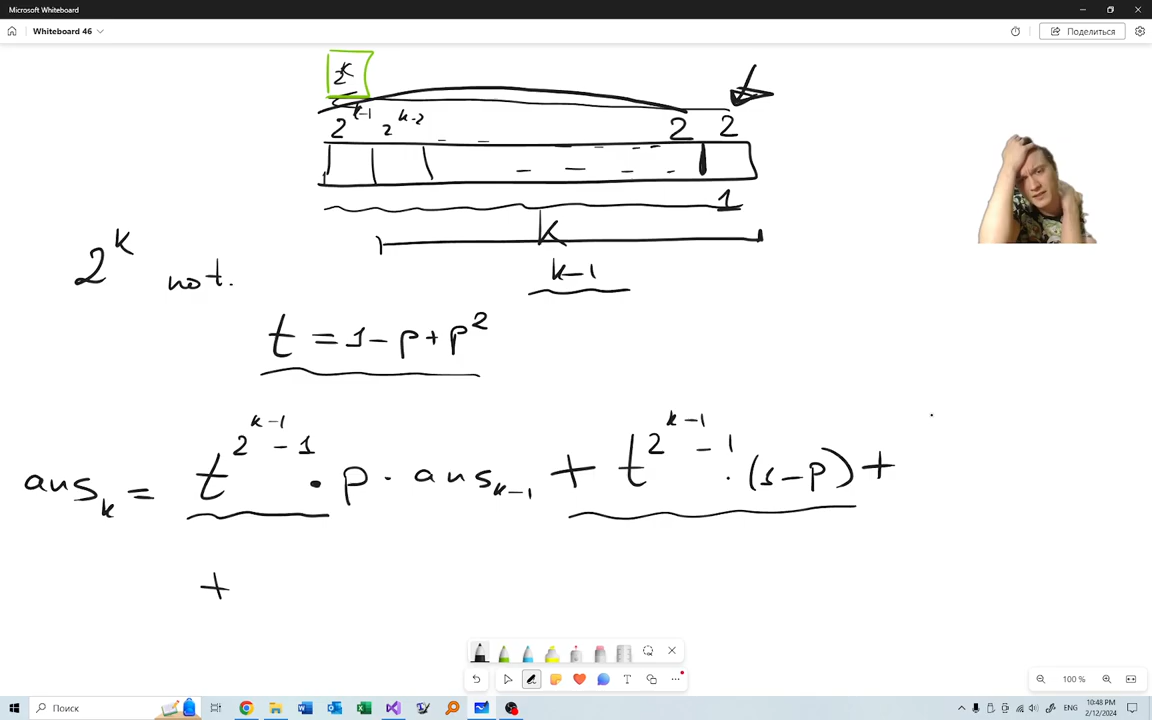 Microsoft Whiteboard
Whiteboard 46
Поделиться
2^k
2^{k-1} 2^{k-2} 2 2
1
k
k-1
2^k not.
t = 1 - p + p^2
ans_k = t^{2^{k-1} - 1} · p · ans_{k-1} + t^{2^{k-1} - 1} · (1-p) +
+
100 %
Поиск
ENG
10:48 PM
2/12/2024